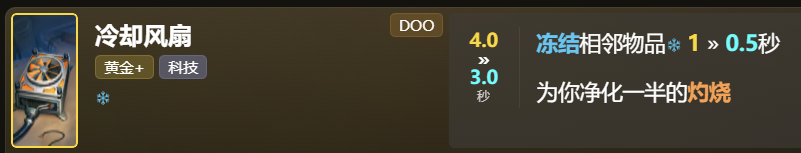 冷却风扇
DOO
黄金+
科技
4.0
»
3.0
秒
冻结相邻物品 1 » 0.5秒
为你净化一半的灼烧